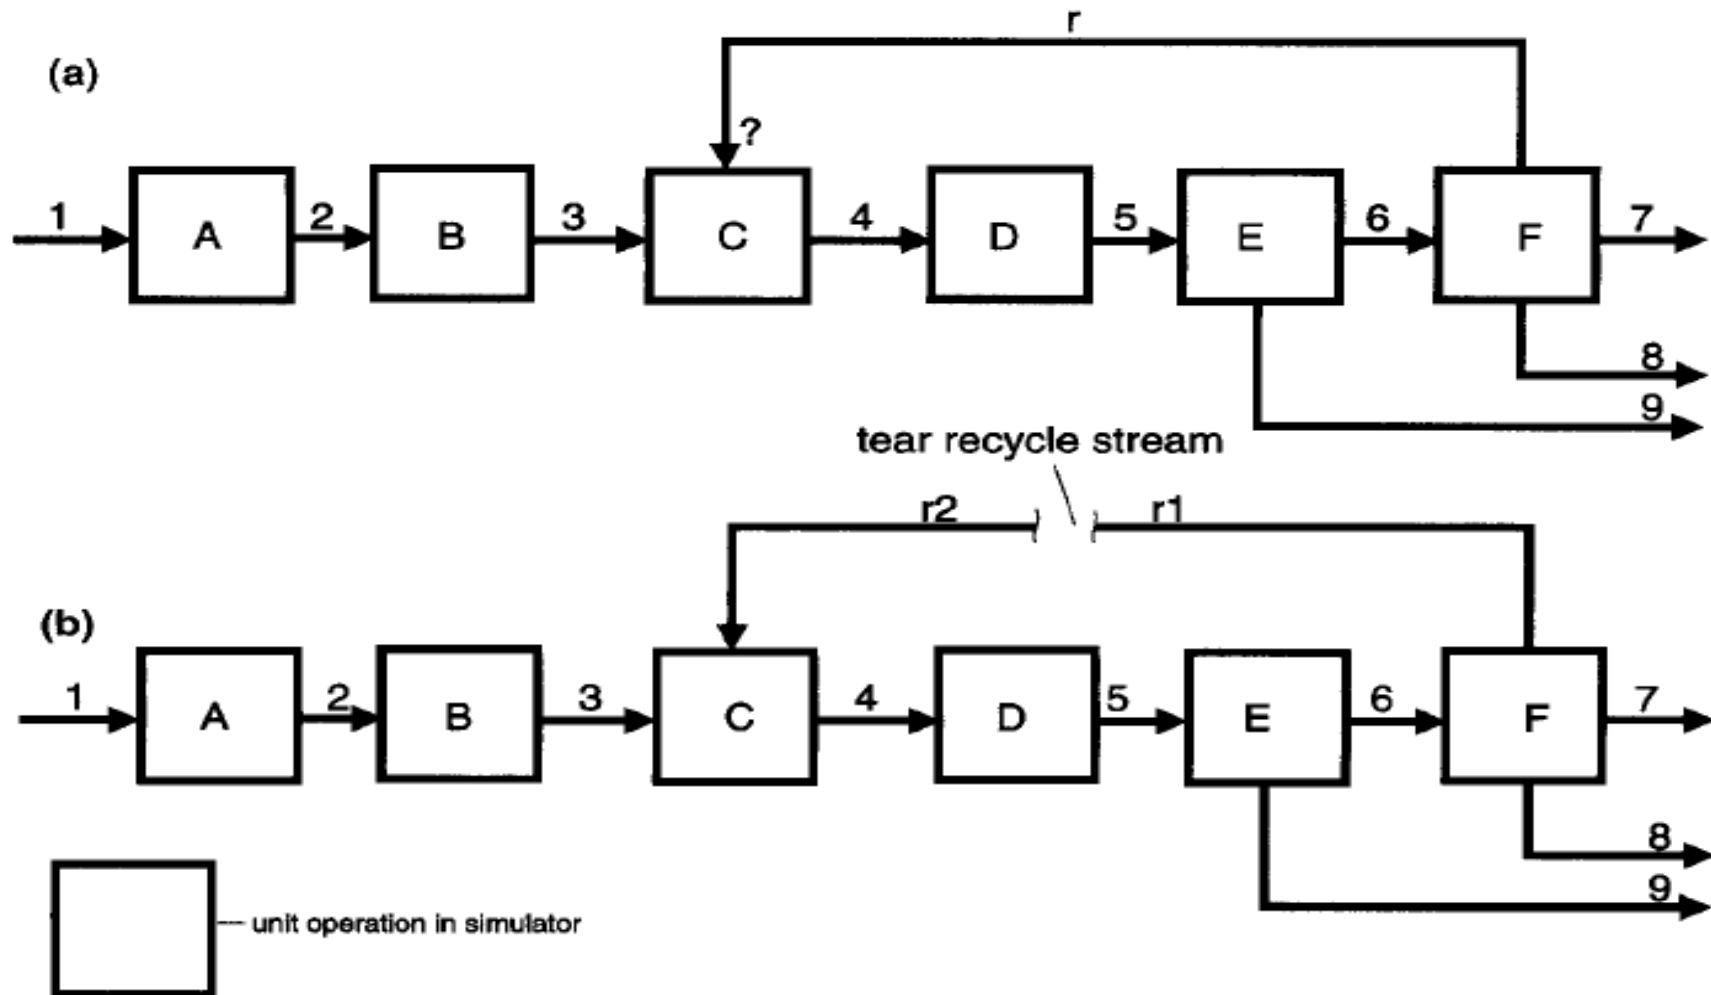 r
(a)
?
1 A 2 B 3 C 4 D 5 E 6 F 7
8
9
tear recycle stream
r2 r1
(b)
1 A 2 B 3 C 4 D 5 E 6 F 7
8
9
unit operation in simulator